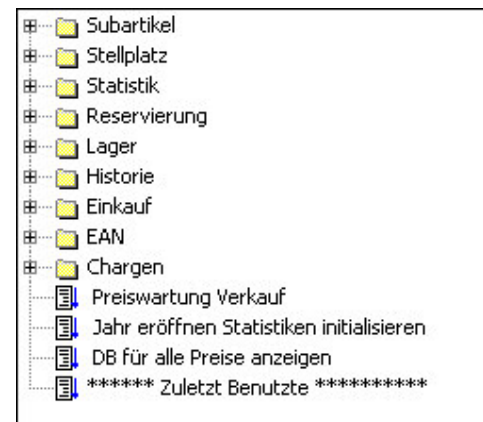 Subartikel
Stellplatz
Statistik
Reservierung
Lager
Historie
Einkauf
EAN
Chargen
Preiswartung Verkauf
Jahr eröffnen Statistiken initialisieren
DB für alle Preise anzeigen
****** Zuletzt Benutzte **********